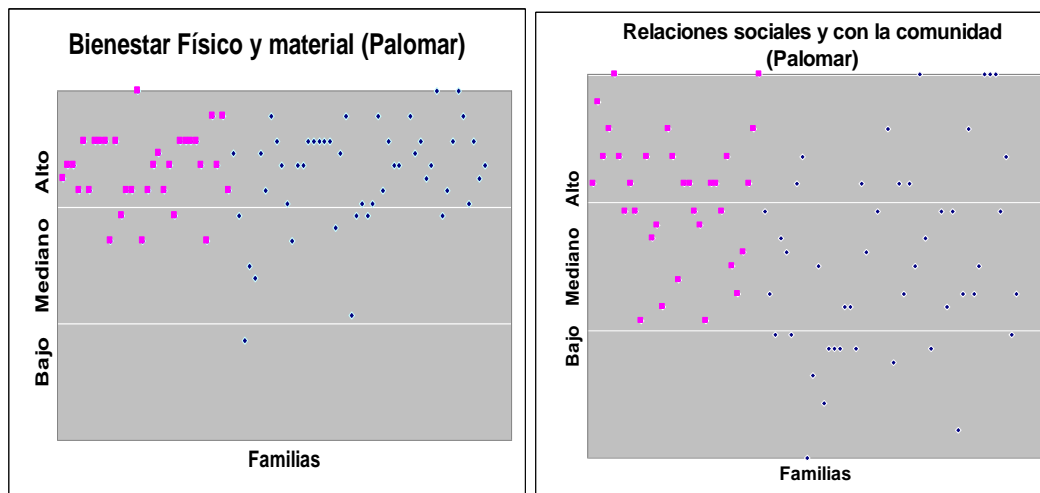 Bienestar Físico y material (Palomar)
Alto
Mediano
Bajo
Familias
Relaciones sociales y con la comunidad
(Palomar)
Alto
Mediano
Bajo
Familias